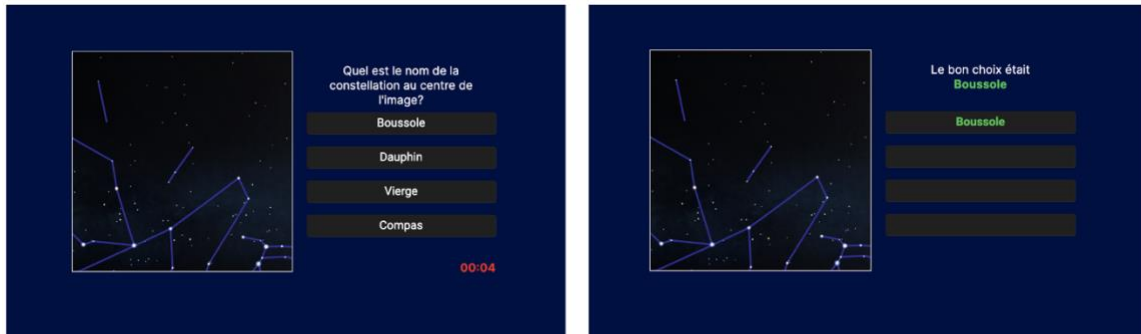 Quel est le nom de la
constellation au centre de
l'image?
Boussole
Dauphin
Vierge
Compas
00:04
Le bon choix était
Boussole
Boussole